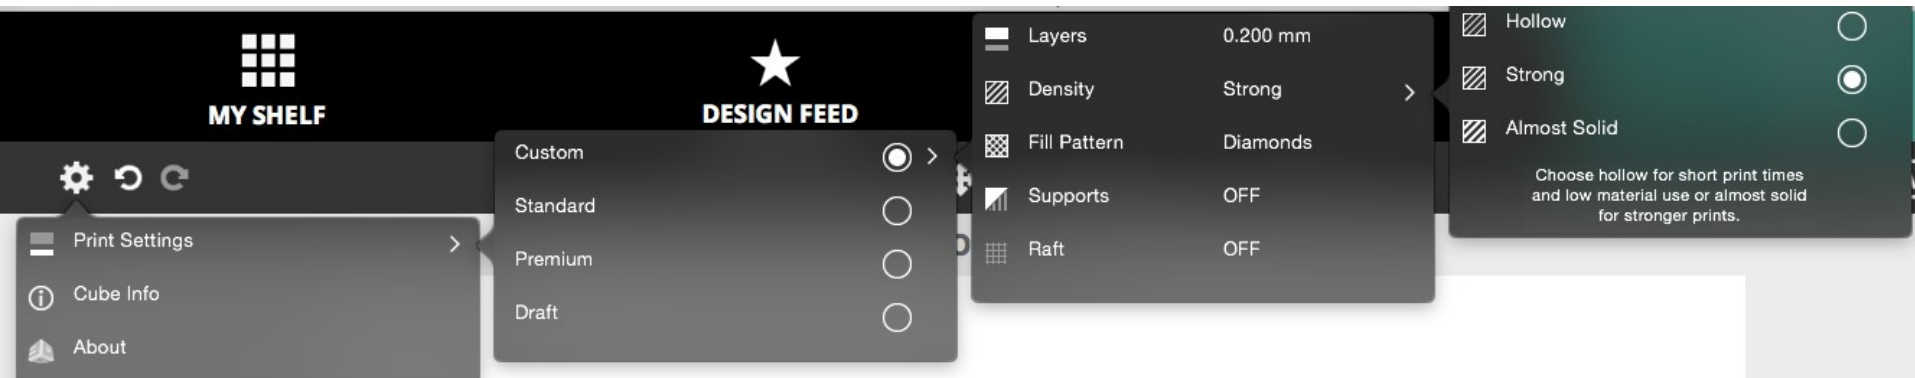 MY SHELF
DESIGN FEED
Print Settings
Cube Info
About
Custom
Standard
Premium
Draft
Layers 0.200 mm
Density Strong
Fill Pattern Diamonds
Supports OFF
Raft OFF
Hollow
Strong
Almost Solid
Choose hollow for short print times
and low material use or almost solid
for stronger prints.